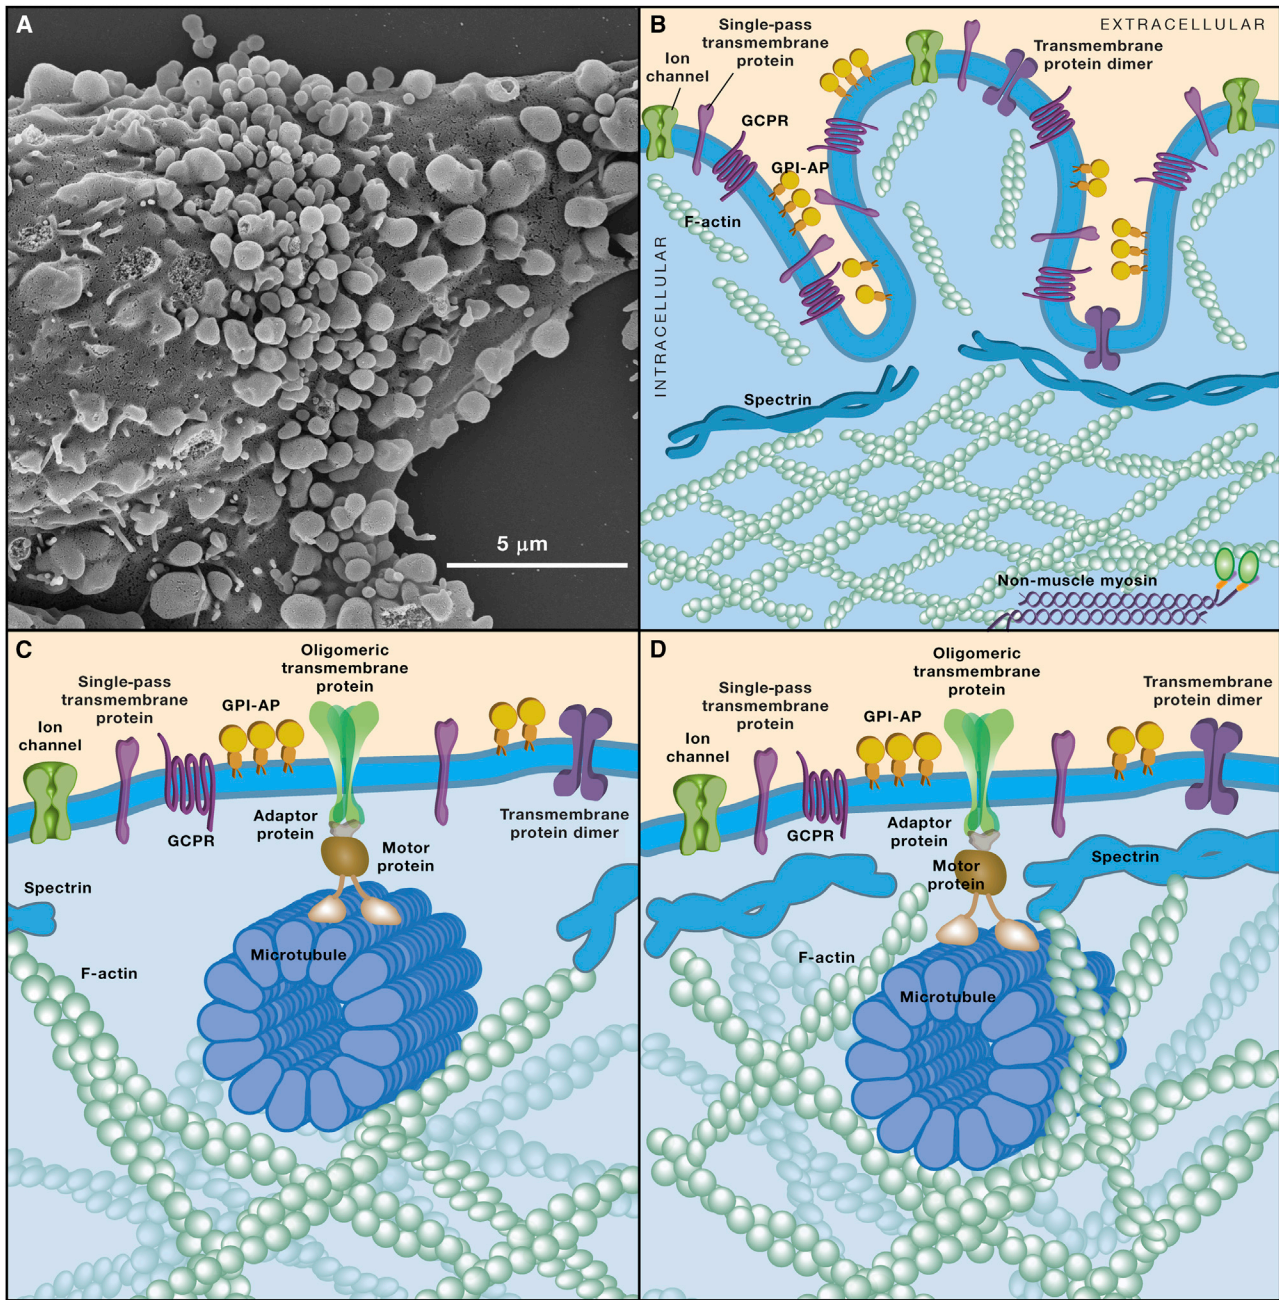 A
5 μm
B
EXTRACELLULAR
Single-pass
transmembrane
protein
Ion
channel
Transmembrane
protein dimer
GCPR
GPI-AP
F-actin
INTRACELLULAR
Spectrin
Non-muscle myosin
C
Oligomeric
transmembrane
protein
Single-pass
transmembrane
protein
GPI-AP
Ion
channel
Adaptor
protein
GCPR
Transmembrane
protein dimer
Motor
protein
Spectrin
Microtubule
F-actin
D
Oligomeric
transmembrane
protein
Single-pass
transmembrane
protein
Transmembrane
protein dimer
GPI-AP
Ion
channel
Adaptor
protein
GCPR
Motor
protein
Spectrin
F-actin
Microtubule